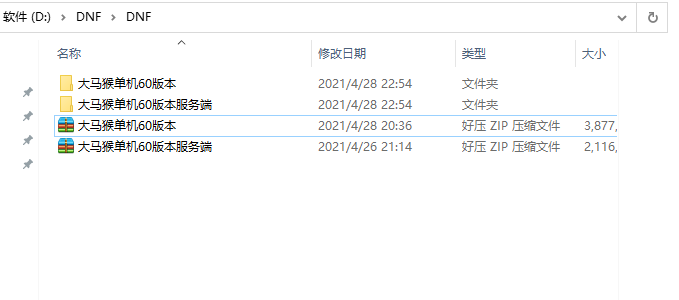 软件 (D:) > DNF > DNF
名称 修改日期 类型 大小
大马猴单机60版本 2021/4/28 22:54 文件夹
大马猴单机60版本服务端 2021/4/28 22:54 文件夹
大马猴单机60版本 2021/4/28 20:36 好压 ZIP 压缩文件 3,877,
大马猴单机60版本服务端 2021/4/26 21:14 好压 ZIP 压缩文件 2,116,